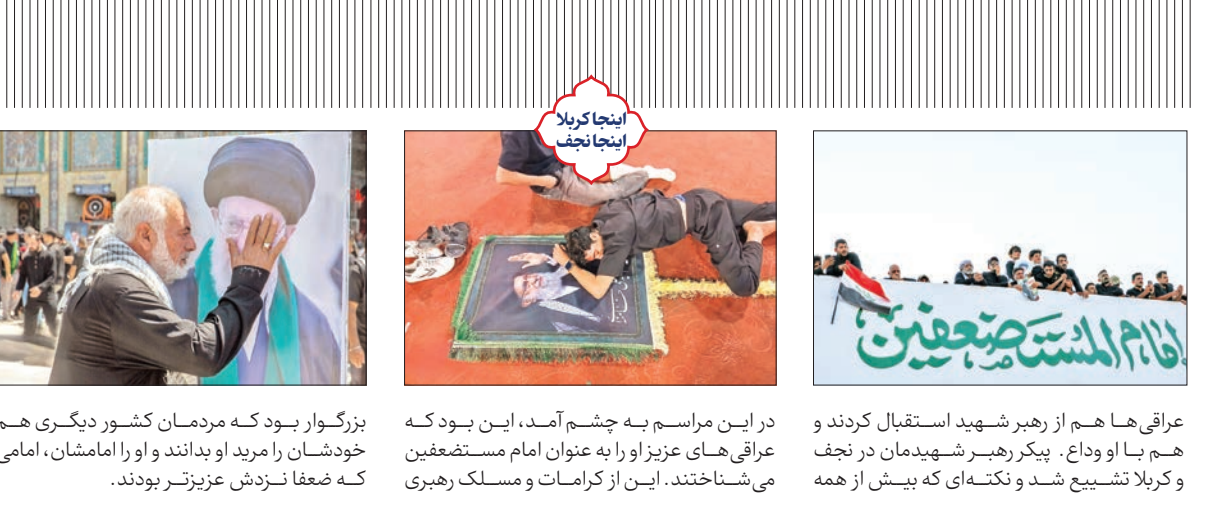 اینجا کربلا
اینجا نجف
امام المستضعفین
عراقی‌ها هم از رهبر شهید استقبال کردند و
هم با او وداع. پیکر رهبر شهیدمان در نجف
و کربلا تشییع شد و نکته‌ای که بیش از همه
در این مراسم به چشم آمد، این بود که
عراقی‌های عزیز او را به عنوان امام مستضعفین
می‌شناختند. این از کرامات و مسلک رهبری
بزرگوار بود که مردمان کشور دیگری هم
خودشان را مرید او بدانند و او را امامشان، امامی
که ضعفا نزدش عزیزتر بودند.